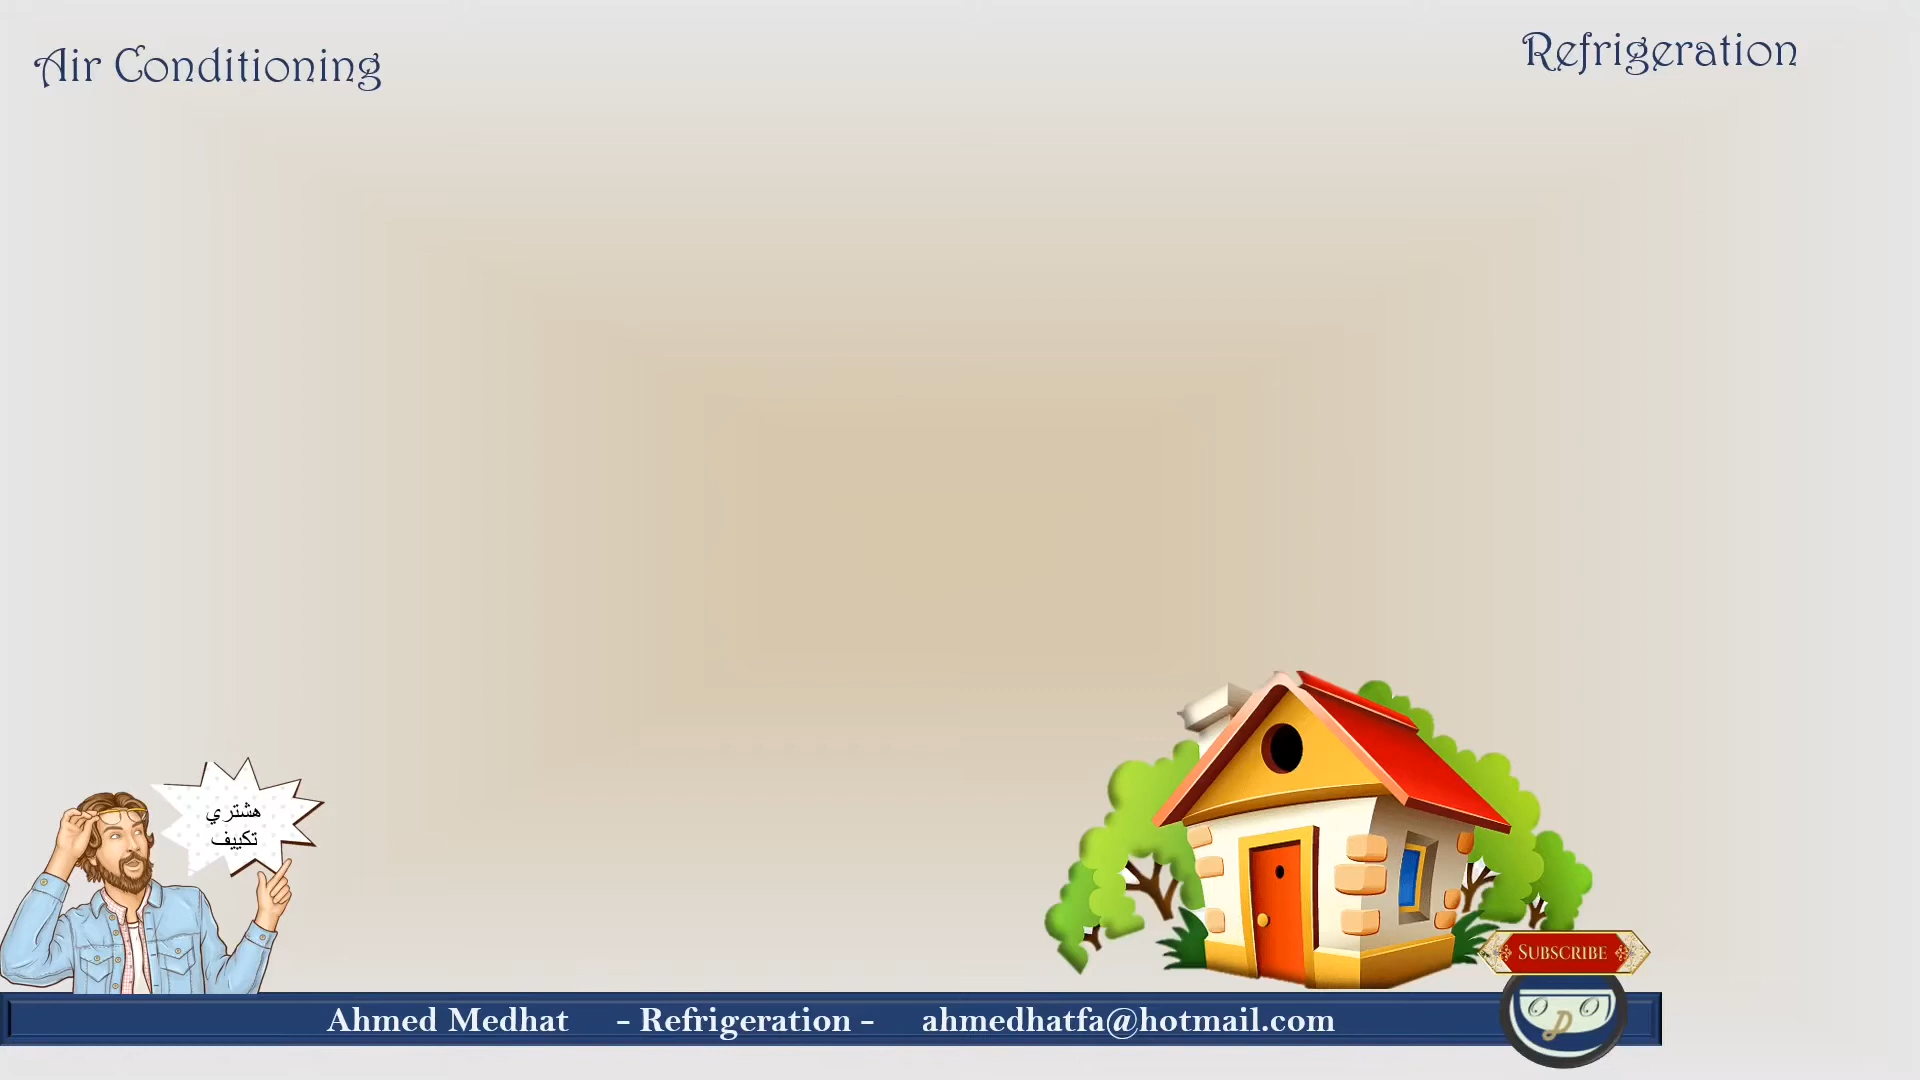 Air Conditioning
Refrigeration
هشتري
تكييف
SUBSCRIBE
Ahmed Medhat - Refrigeration - ahmedhatfa@hotmail.com
O O
D